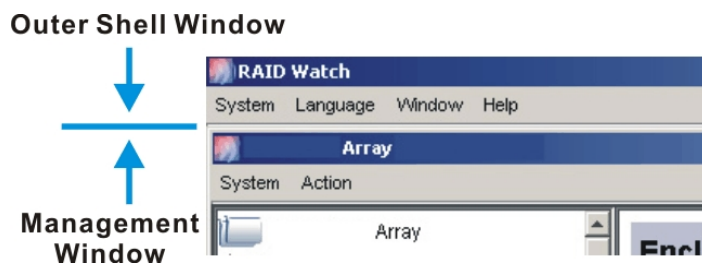 Outer Shell Window
RAID Watch
System Language Window Help
Array
System Action
Management
Window
Array